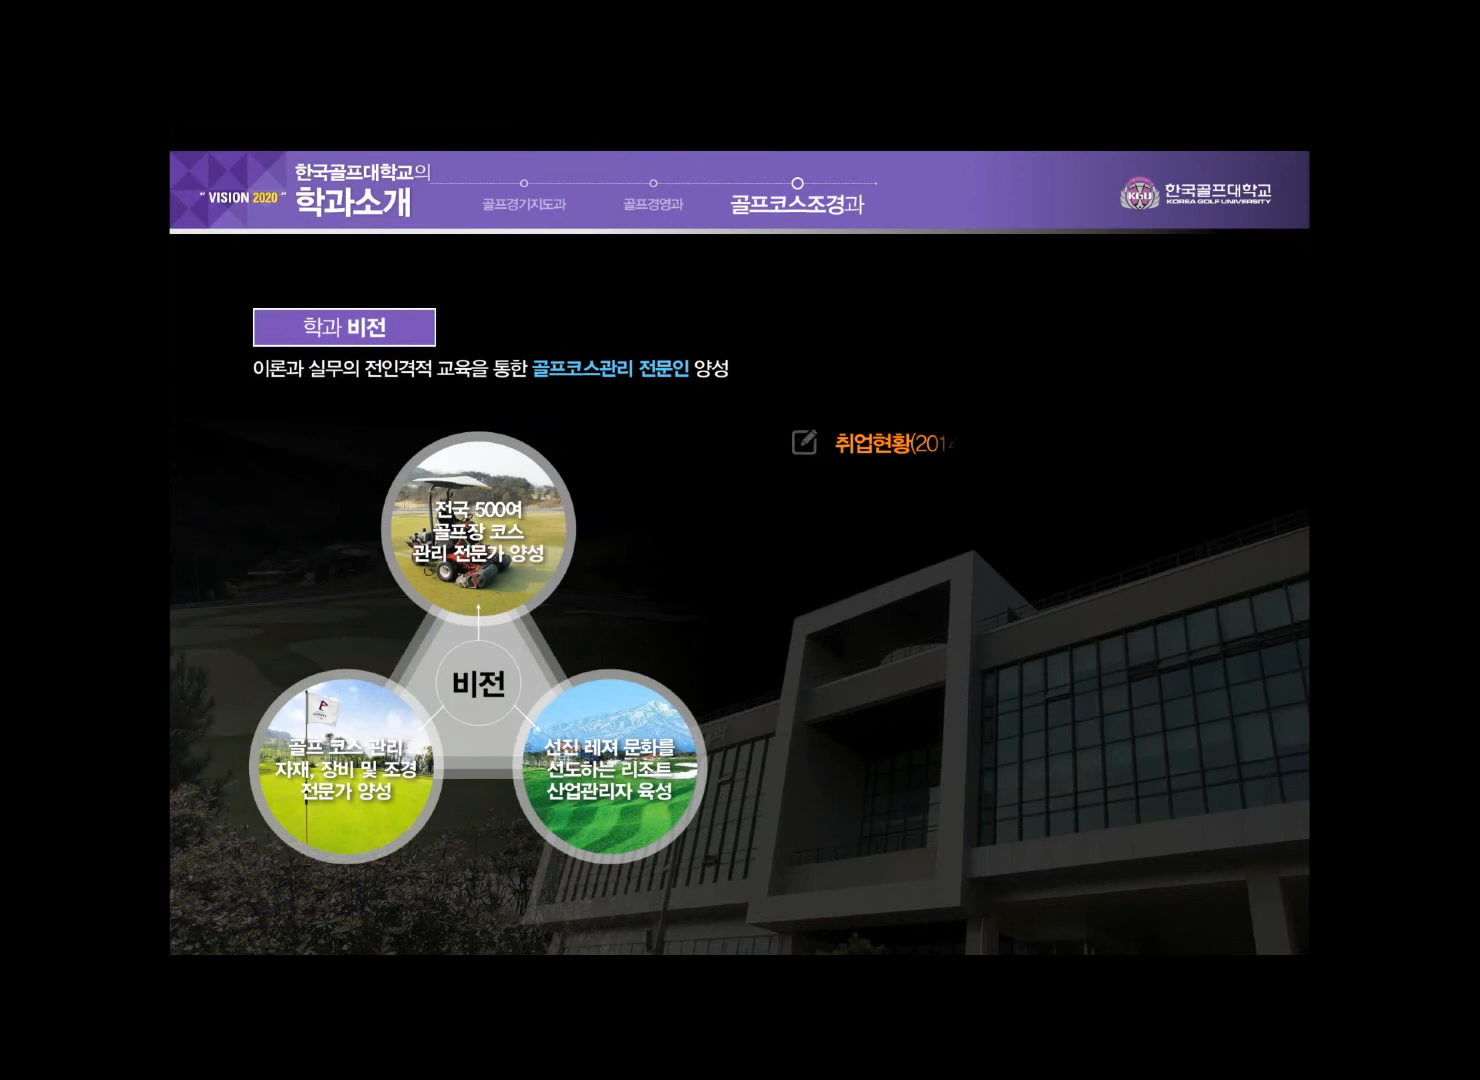 한국골프대학교의
“ VISION 2020 ”
학과소개
골프경기지도과
골프경영과
골프코스조경과
KGU
한국골프대학교
KOREA GOLF UNIVERSITY
학과 비전
이론과 실무의 전인격적 교육을 통한 골프코스관리 전문인 양성
취업현황(2014
전국 500여
골프장 코스
관리 전문가 양성
비전
골프 코스 관리
자재, 장비 및 조경
전문가 양성
선진 레져 문화를
선도하는 리조트
산업관리자 육성